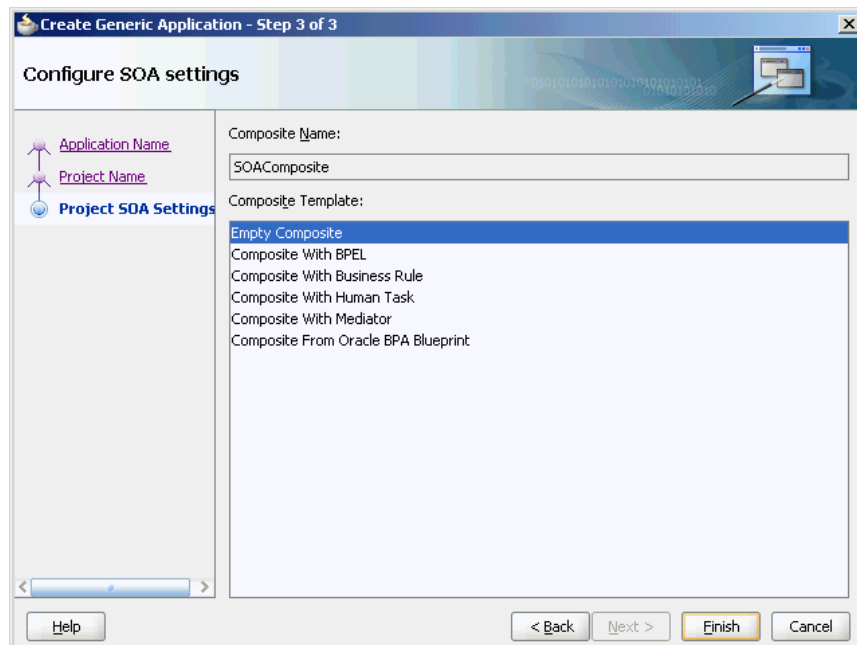 Create Generic Application - Step 3 of 3
Configure SOA settings
Application Name
Project Name
Project SOA Settings
Composite Name:
SOAComposite
Composite Template:
Empty Composite
Composite With BPEL
Composite With Business Rule
Composite With Human Task
Composite With Mediator
Composite From Oracle BPA Blueprint
Help
< Back
Next >
Finish
Cancel